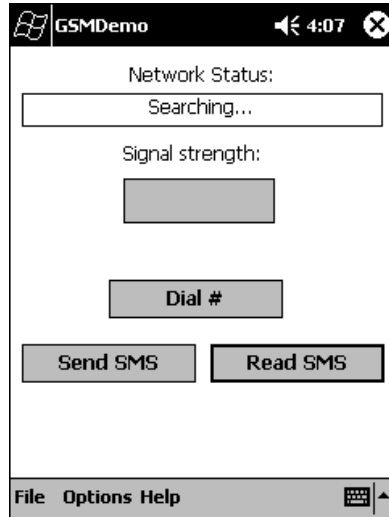 GSMDemo 4:07
Network Status:
Searching...
Signal strength:
Dial #
Send SMS Read SMS
File Options Help